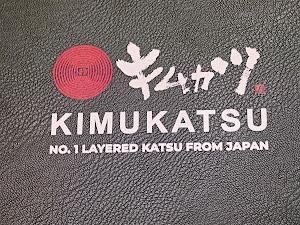 キムカツ
KIMUKATSU
NO. 1 LAYERED KATSU FROM JAPAN